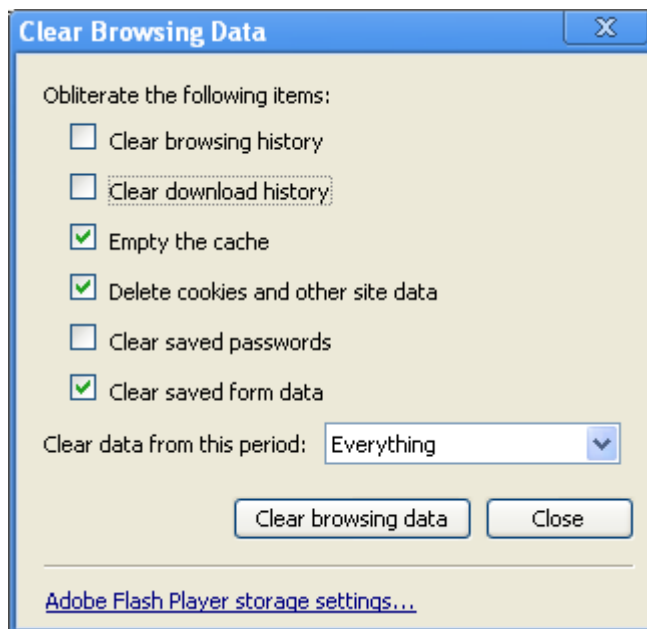 Clear Browsing Data
Obliterate the following items:
Clear browsing history
Clear download history
Empty the cache
Delete cookies and other site data
Clear saved passwords
Clear saved form data
Clear data from this period: Everything
Clear browsing data Close
Adobe Flash Player storage settings...